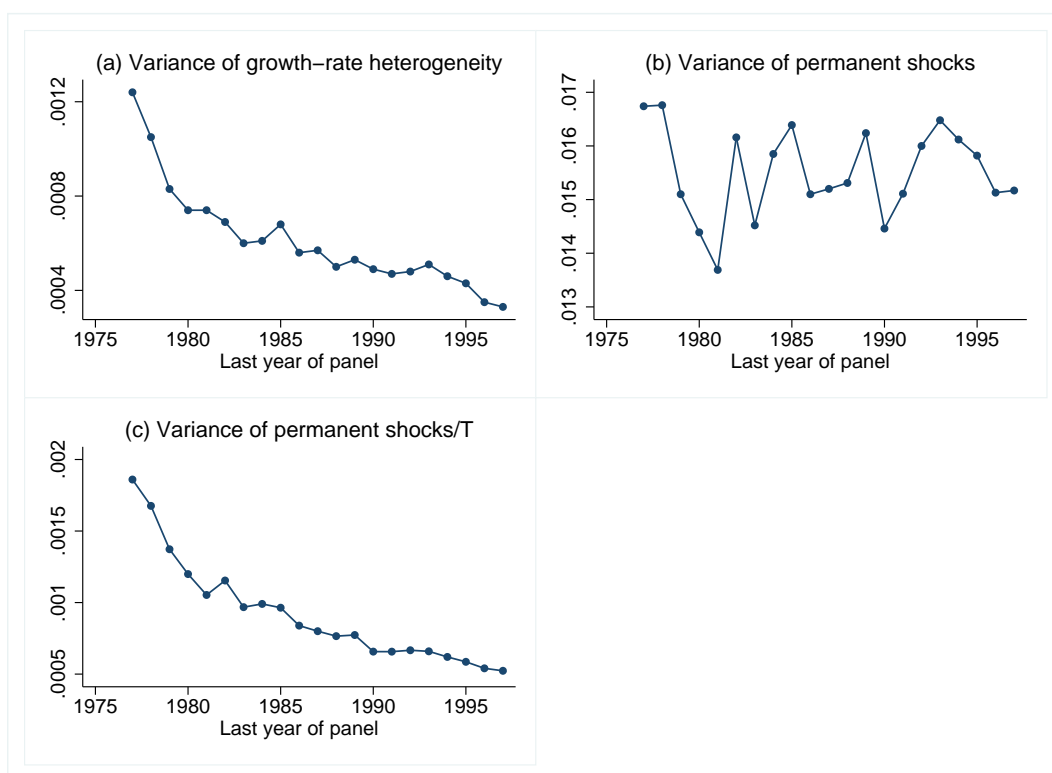 (a) Variance of growth−rate heterogeneity
.0012
.0008
.0004
1975 1980 1985 1990 1995
Last year of panel
(b) Variance of permanent shocks
.017
.016
.015
.014
.013
1975 1980 1985 1990 1995
Last year of panel
(c) Variance of permanent shocks/T
.002
.0015
.001
.0005
1975 1980 1985 1990 1995
Last year of panel